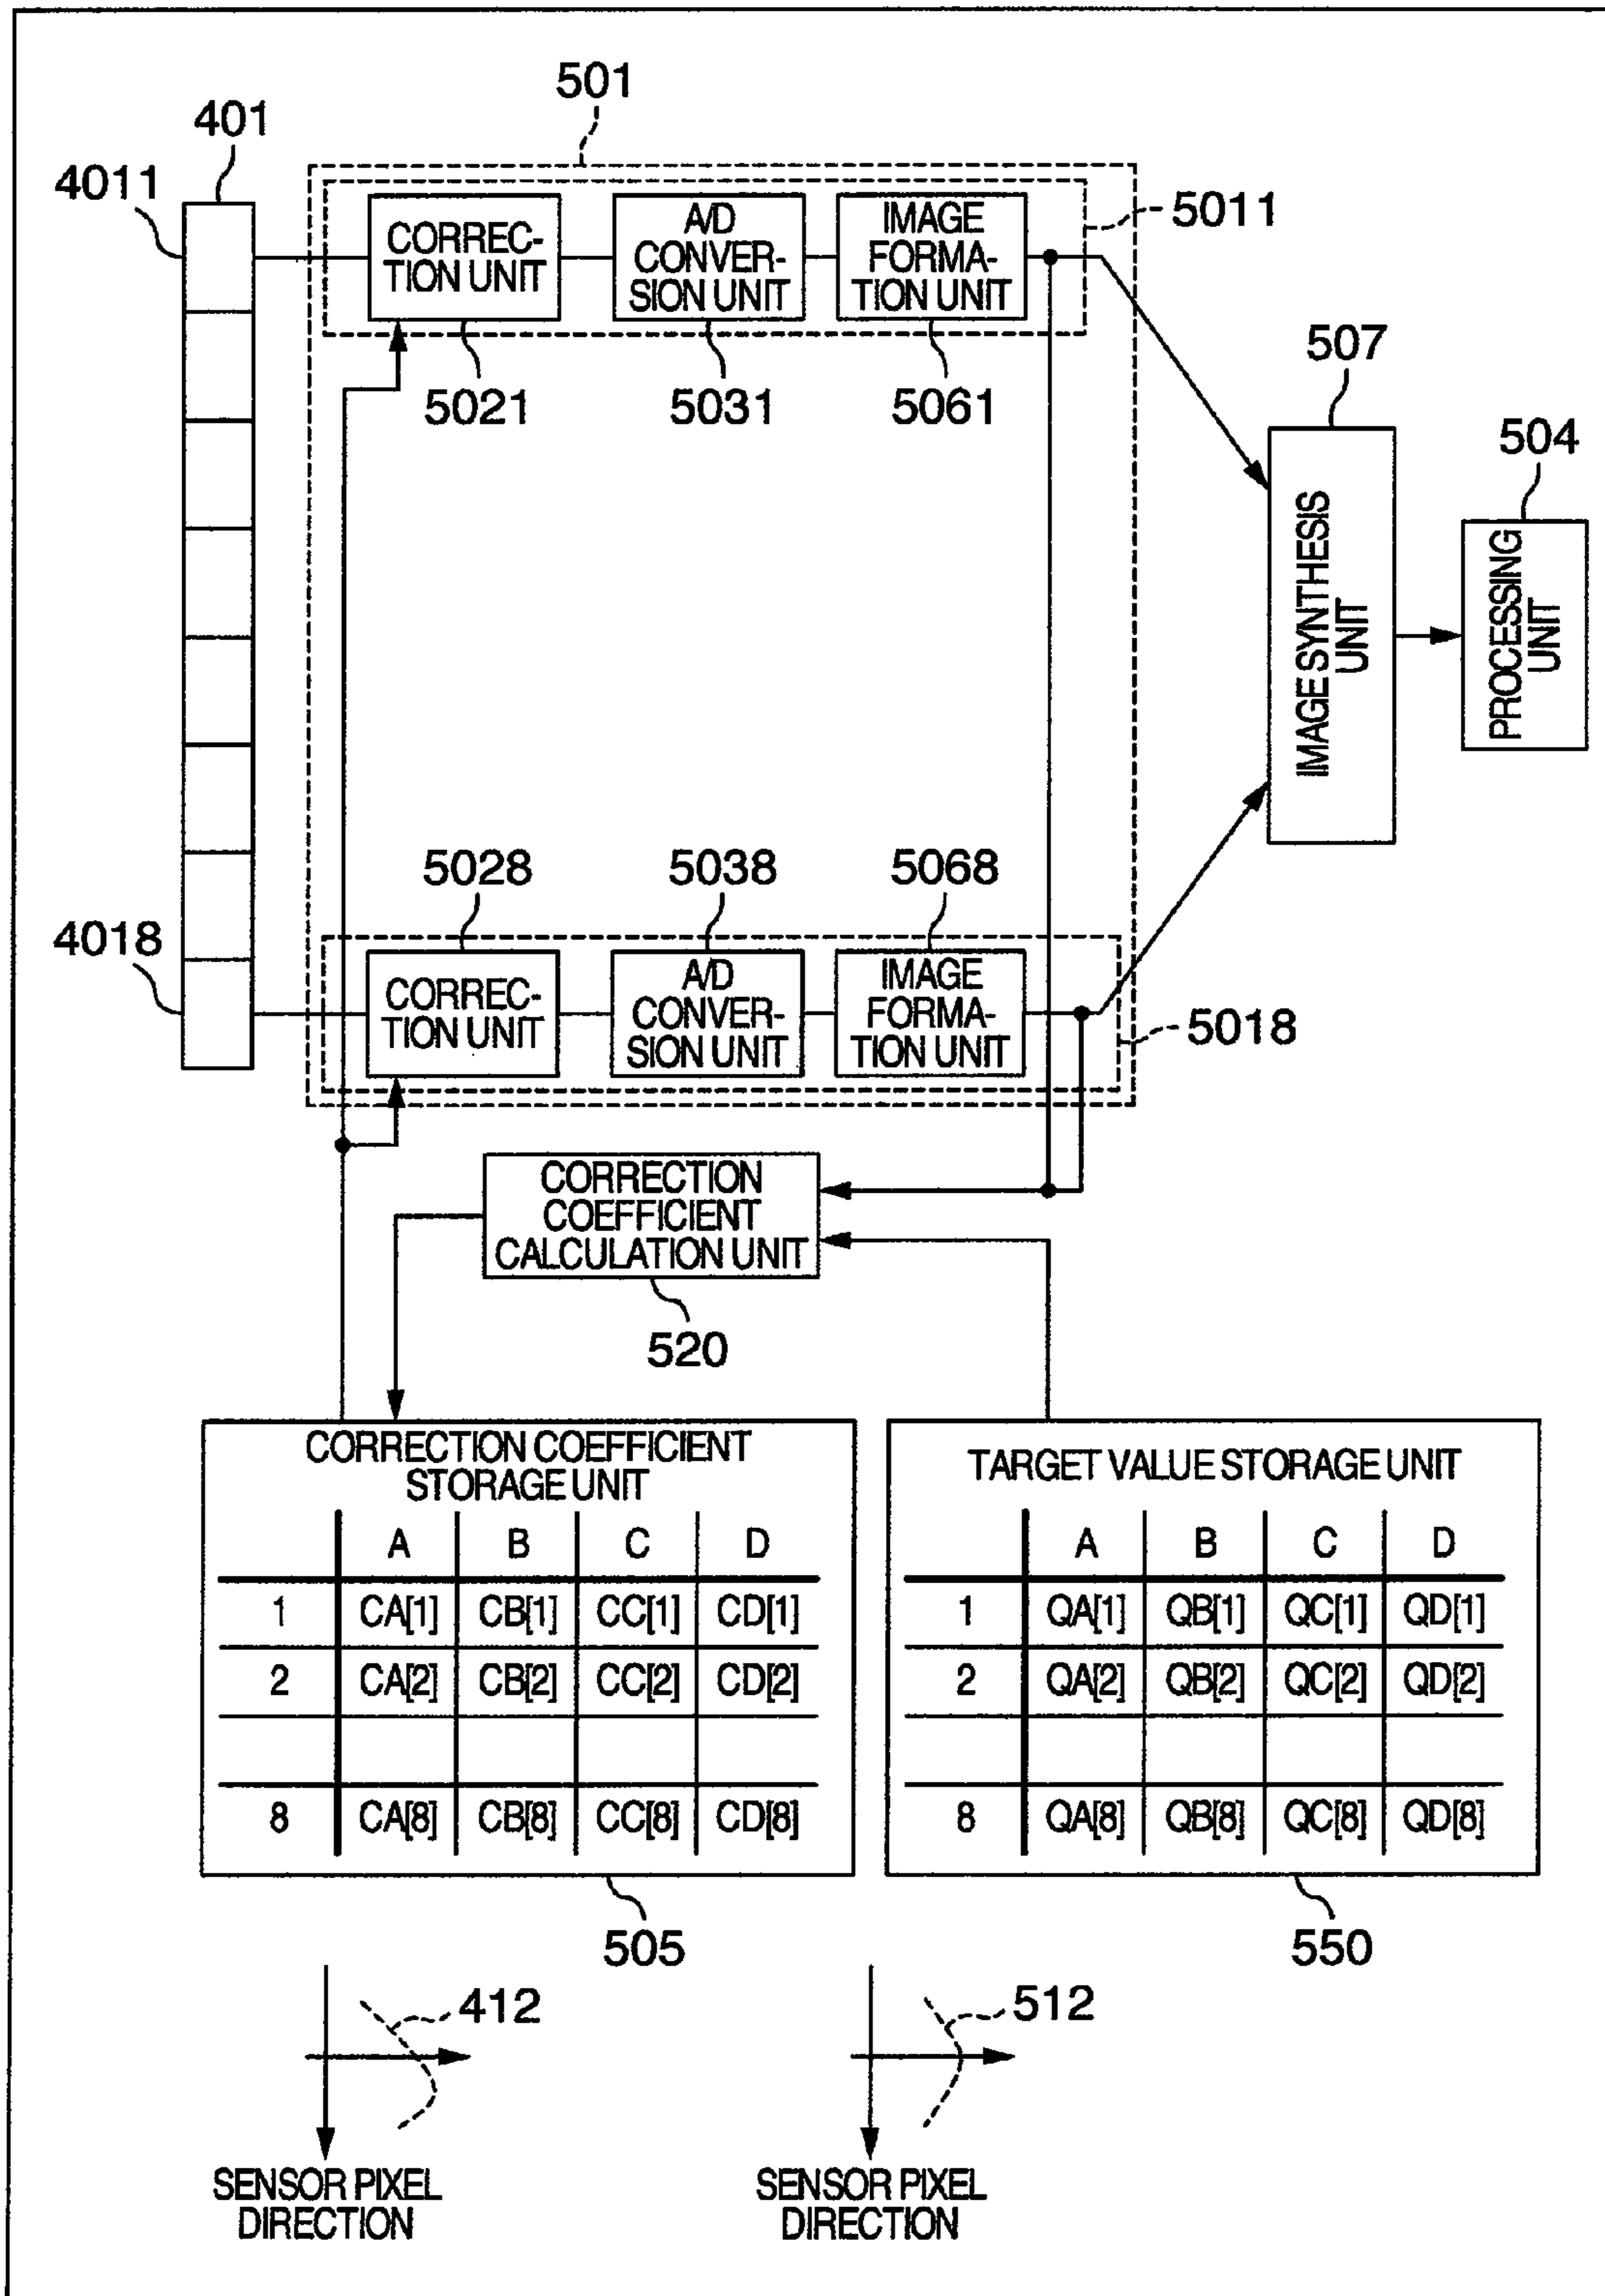 501
401
4011
CORREC-
TION UNIT
A/D
CONVER-
SION UNIT
IMAGE
FORMA-
TION UNIT
5011
5021
5031
5061
507
504
IMAGE SYNTHESIS
UNIT
PROCESSING
UNIT
5028
5038
5068
4018
CORREC-
TION UNIT
A/D
CONVER-
SION UNIT
IMAGE
FORMA-
TION UNIT
5018
CORRECTION
COEFFICIENT
CALCULATION UNIT
520
CORRECTION COEFFICIENT
STORAGE UNIT
A B C D
1 CA[1] CB[1] CC[1] CD[1]
2 CA[2] CB[2] CC[2] CD[2]
8 CA[8] CB[8] CC[8] CD[8]
505
TARGET VALUE STORAGE UNIT
A B C D
1 QA[1] QB[1] QC[1] QD[1]
2 QA[2] QB[2] QC[2] QD[2]
8 QA[8] QB[8] QC[8] QD[8]
550
412
SENSOR PIXEL
DIRECTION
512
SENSOR PIXEL
DIRECTION